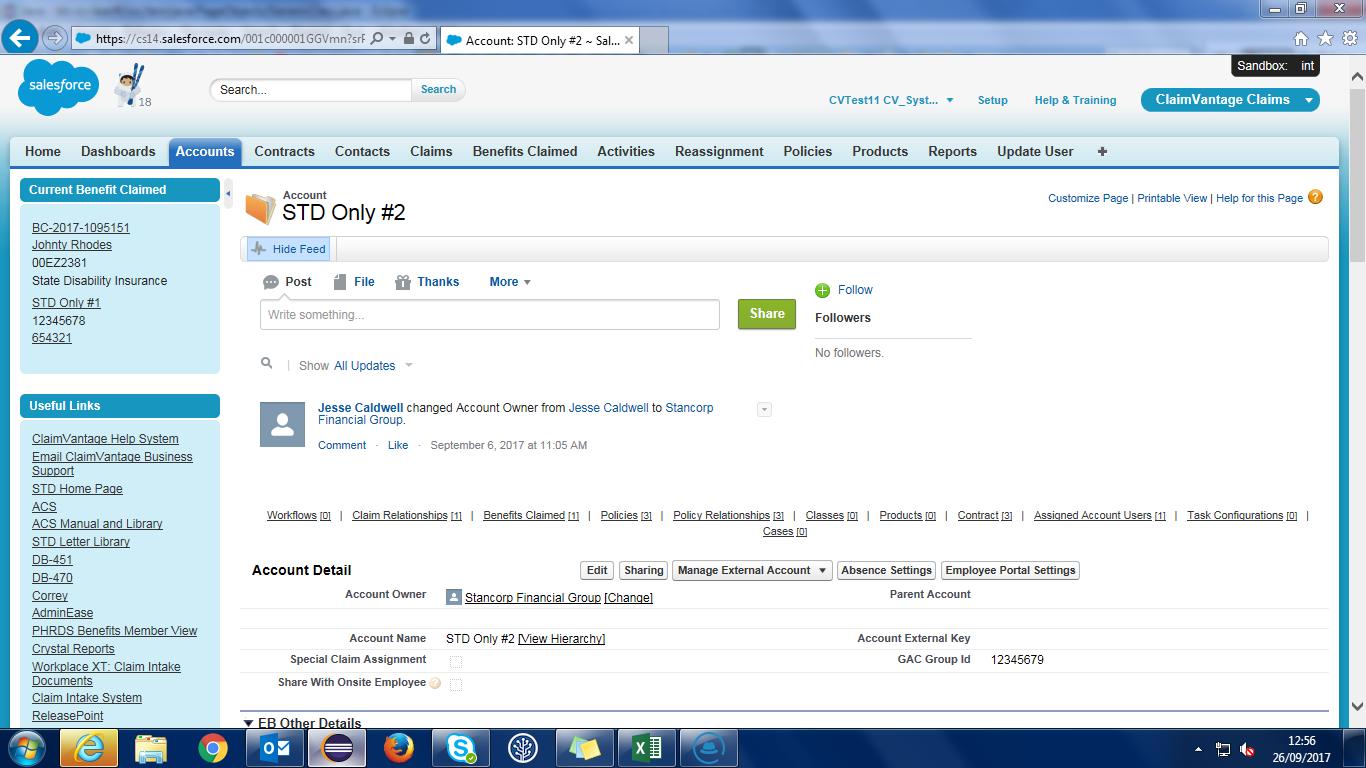 https://cs14.salesforce.com/001c000001GGVmn?srF
Account: STD Only #2 ~ Sal...
Sandbox: int
salesforce
18
Search...
Search
CVTest11 CV_Syst...
Setup
Help & Training
ClaimVantage Claims
Home Dashboards Accounts Contracts Contacts Claims Benefits Claimed Activities Reassignment Policies Products Reports Update User +
Current Benefit Claimed
BC-2017-1095151
Johnty Rhodes
00EZ2381
State Disability Insurance
STD Only #1
12345678
654321
Useful Links
ClaimVantage Help System
Email ClaimVantage Business
Support
STD Home Page
ACS
ACS Manual and Library
STD Letter Library
DB-451
DB-470
Correy
AdminEase
PHRDS Benefits Member View
Crystal Reports
Workplace XT: Claim Intake
Documents
Claim Intake System
ReleasePoint
Account
STD Only #2
Customize Page | Printable View | Help for this Page ?
Hide Feed
Post File Thanks More
Write something...
Share
Follow
Followers
No followers.
Show All Updates
Jesse Caldwell changed Account Owner from Jesse Caldwell to Stancorp
Financial Group.
Comment · Like · September 6, 2017 at 11:05 AM
Workflows [0] | Claim Relationships [1] | Benefits Claimed [1] | Policies [3] | Policy Relationships [3] | Classes [0] | Products [0] | Contract [3] | Assigned Account Users [1] | Task Configurations [0] |
Cases [0]
Account Detail
Edit Sharing Manage External Account Absence Settings Employee Portal Settings
Account Owner Stancorp Financial Group [Change] Parent Account
Account Name STD Only #2 [View Hierarchy] Account External Key
Special Claim Assignment GAC Group Id 12345679
Share With Onsite Employee ?
EB Other Details
12:56
26/09/2017